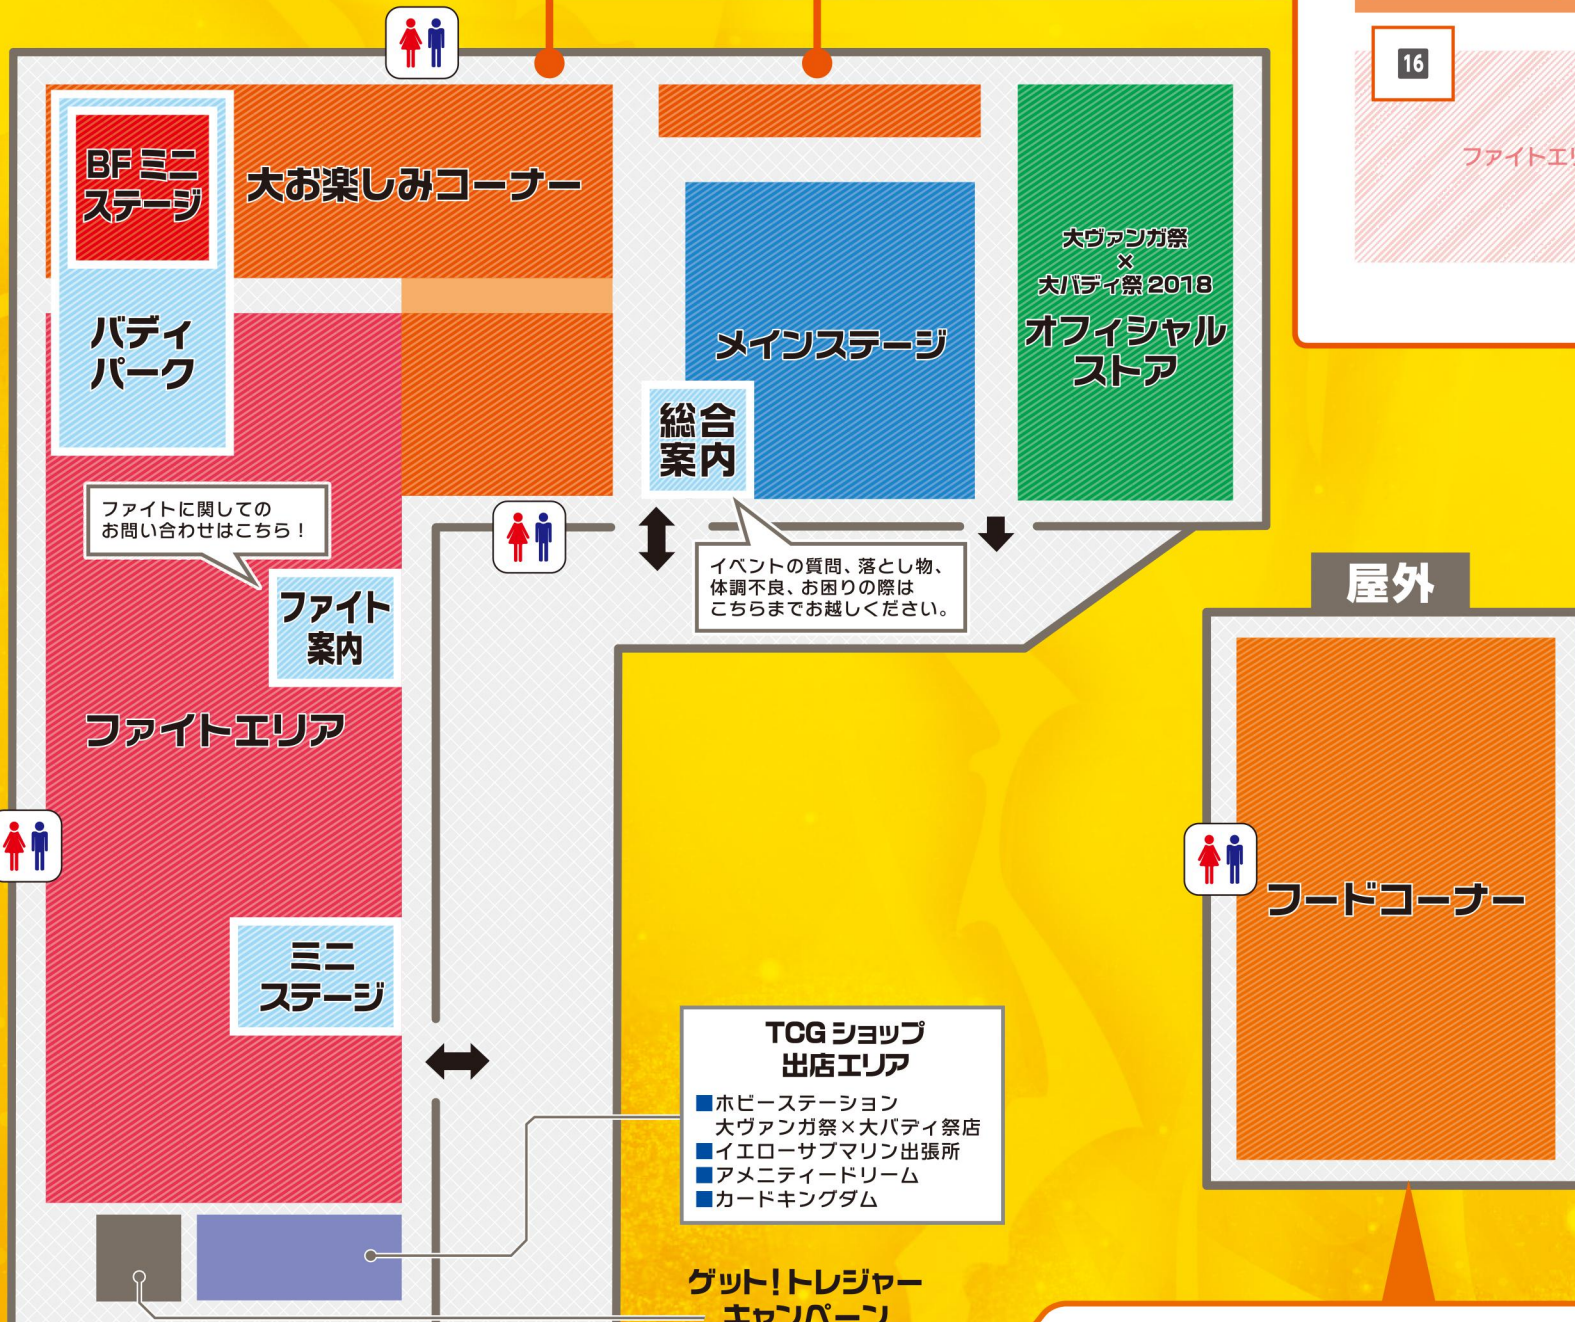 16
ファイトエリ
BF ミニ
ステージ
大お楽しみコーナー
バディ
パーク
メインステージ
総合
案内
大ヴァンガ祭
×
大バディ祭 2018
オフィシャル
ストア
ファイトに関しての
お問い合わせはこちら！
イベントの質問、落とし物、
体調不良、お困りの際は
こちらまでお越しください。
ファイト
案内
ファイトエリア
屋外
フードコーナー
ミニ
ステージ
TCG ショップ
出店エリア
■ホビーステーション
大ヴァンガ祭×大バディ祭店
■イエローサブマリン出張所
■アメニティードリーム
■カードキングダム
ゲット！トレジャー
キャンペーン